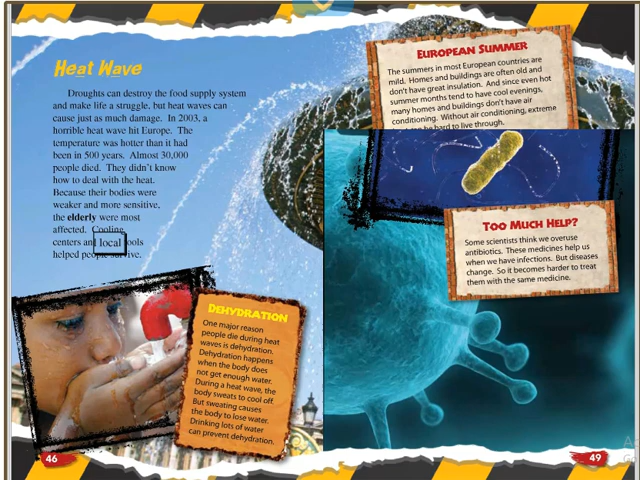 Heat Wave
Droughts can destroy the food supply system
and make life a struggle, but heat waves can
cause just as much damage. In 2003, a
horrible heat wave hit Europe. The
temperature was hotter than it had
been in 500 years. Almost 30,000
people died. They didn't know
how to deal with the heat.
Because their bodies were
weaker and more sensitive,
the elderly were most
affected. Cooling
centers an local ools
helped peo ive.
DEHYDRATION
One major reason
people die during heat
waves is dehydration.
Dehydration happens
when the body does
not get enough water.
During a heat wave, the
body sweats to cool off.
But sweating causes
the body to lose water.
Drinking lots of water
can prevent dehydration.
46
EUROPEAN SUMMER
The summers in most European countries are
mild. Homes and buildings are often old and
don't have great insulation. And since even hot
summer months tend to have cool evenings,
many homes and buildings don't have air
conditioning. Without air conditioning, extreme
be hard to live through.
TOO MUCH HELP?
Some scientists think we overuse
antibiotics. These medicines help us
when we have infections. But diseases
change. So it becomes harder to treat
them with the same medicine.
49